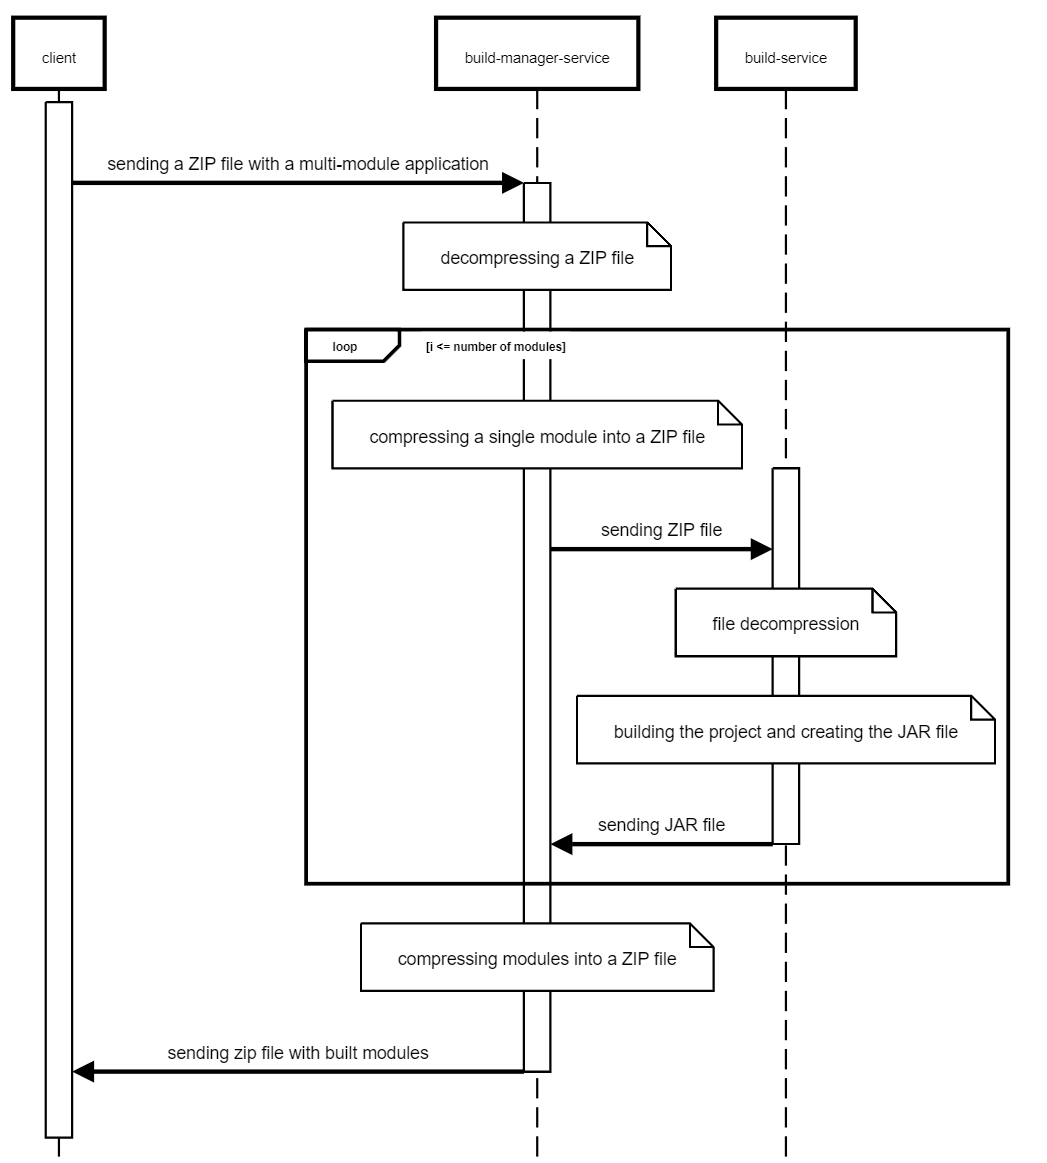 client
build-manager-service
build-service
sending a ZIP file with a multi-module application
decompressing a ZIP file
loop
[i <= number of modules]
compressing a single module into a ZIP file
sending ZIP file
file decompression
building the project and creating the JAR file
sending JAR file
compressing modules into a ZIP file
sending zip file with built modules